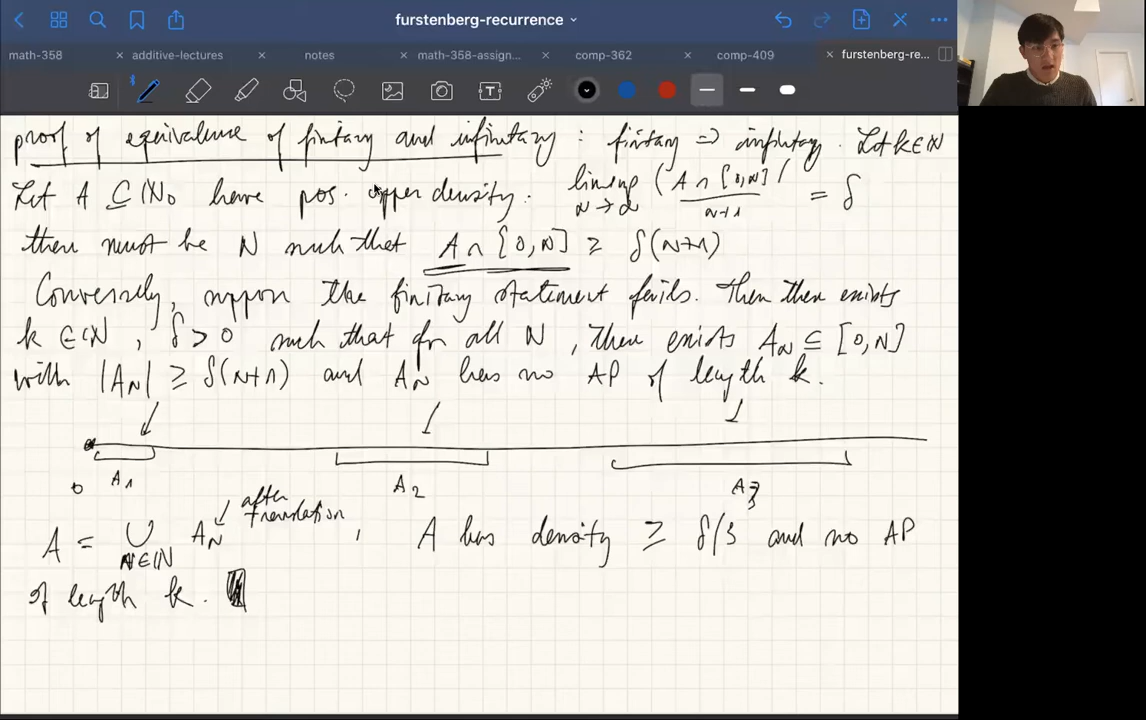 furstenberg-recurrence
math-358
additive-lectures
notes
math-358-assign...
comp-362
comp-409
furstenberg-re...
proof of equivalence of finitary and infinitary : finitary ⇒ infinitary. Let k∈ℕ
Let A ⊆ ℕ₀ have pos. upper density. limsup N→∞ (A ∩ [0,N])/(N+1) = δ
then must be N such that A ∩ [0,N] ≥ δ(N+1)
Conversely, suppose the finitary statement fails. Then there exists
k ∈ ℕ, δ > 0 such that for all N, there exists A_N ⊆ [0,N]
with |A_N| ≥ δ(N+1) and A_N has no AP of length k.
0 A₁ A₂ A₃
after translation
A = ∪_{N∈ℕ} A_N , A has density ≥ δ/3 and no AP
of length k.